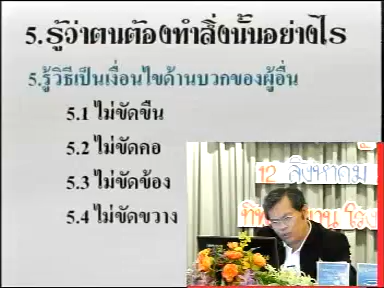 5.รู้ว่าตนต้องทำสิ่งนั้นอย่างไร
5.รู้วิธีเป็นเงื่อนไขด้านบวกของผู้อื่น
5.1 ไม่ขัดขืน
5.2 ไม่ขัดคอ
5.3 ไม่ขัดข้อง
5.4 ไม่ขัดขวาง
12 สิงหาคม